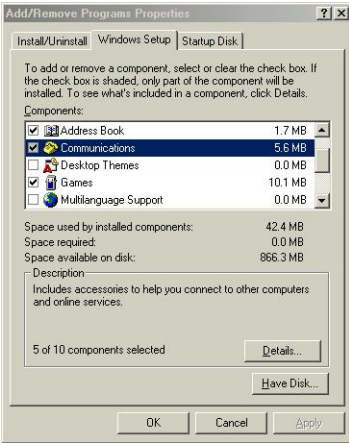 Add/Remove Programs Properties
Install/Uninstall Windows Setup Startup Disk
To add or remove a component, select or clear the check box. If
the check box is shaded, only part of the component will be
installed. To see what's included in a component, click Details.
Components:
Address Book 1.7 MB
Communications 5.6 MB
Desktop Themes 0.0 MB
Games 10.1 MB
Multilanguage Support 0.0 MB
Space used by installed components: 42.4 MB
Space required: 0.0 MB
Space available on disk: 866.3 MB
Description
Includes accessories to help you connect to other computers
and online services.
5 of 10 components selected
Details...
Have Disk...
OK Cancel Apply